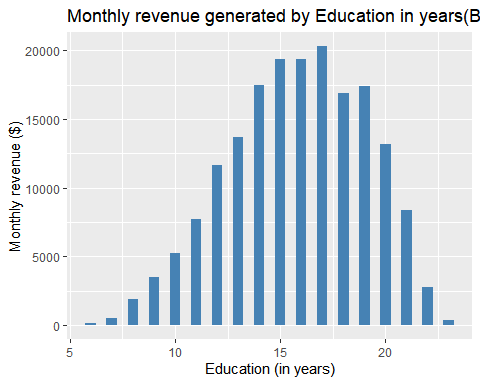 Monthly revenue generated by Education in years(B
20000
15000
10000
5000
0
Monthly revenue ($)
5 10 15 20
Education (in years)